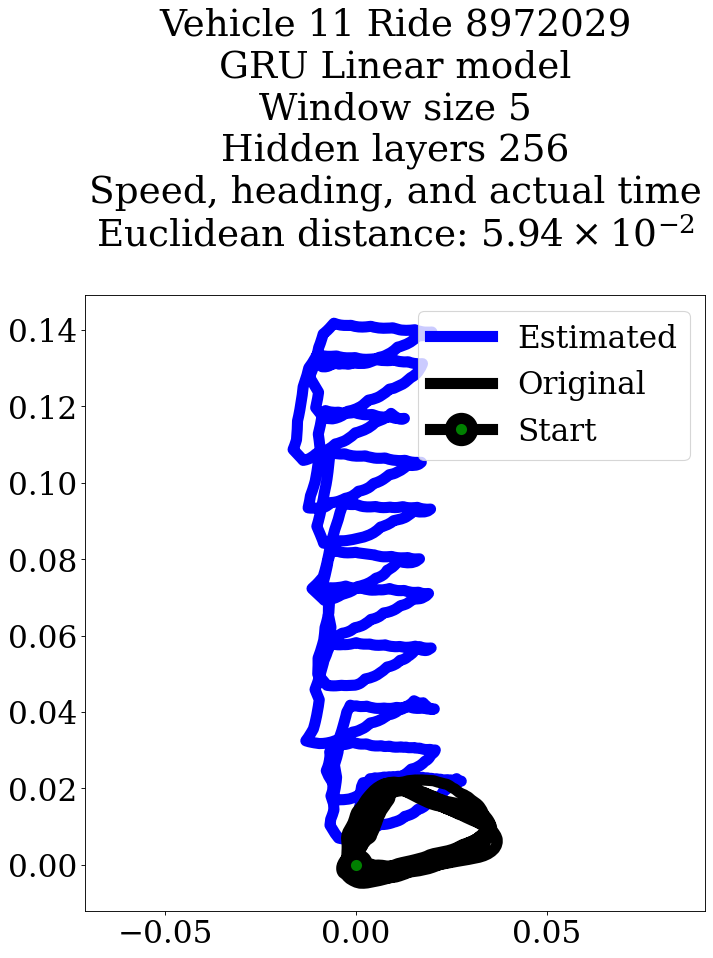 Vehicle 11 Ride 8972029
GRU Linear model
Window size 5
Hidden layers 256
Speed, heading, and actual time
Euclidean distance: 5.94 × 10⁻²
Estimated
Original
Start
0.14
0.12
0.10
0.08
0.06
0.04
0.02
0.00
−0.05 0.00 0.05